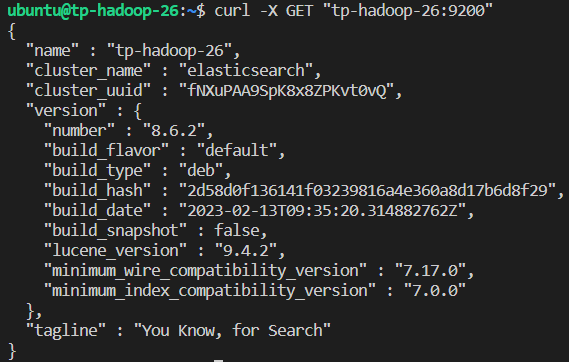 ubuntu@tp-hadoop-26:~$ curl -X GET "tp-hadoop-26:9200"
{
  "name" : "tp-hadoop-26",
  "cluster_name" : "elasticsearch",
  "cluster_uuid" : "fNXuPAA9SpK8x8ZPKvt0vQ",
  "version" : {
    "number" : "8.6.2",
    "build_flavor" : "default",
    "build_type" : "deb",
    "build_hash" : "2d58d0f136141f03239816a4e360a8d17b6d8f29",
    "build_date" : "2023-02-13T09:35:20.314882762Z",
    "build_snapshot" : false,
    "lucene_version" : "9.4.2",
    "minimum_wire_compatibility_version" : "7.17.0",
    "minimum_index_compatibility_version" : "7.0.0"
  },
  "tagline" : "You Know, for Search"
}